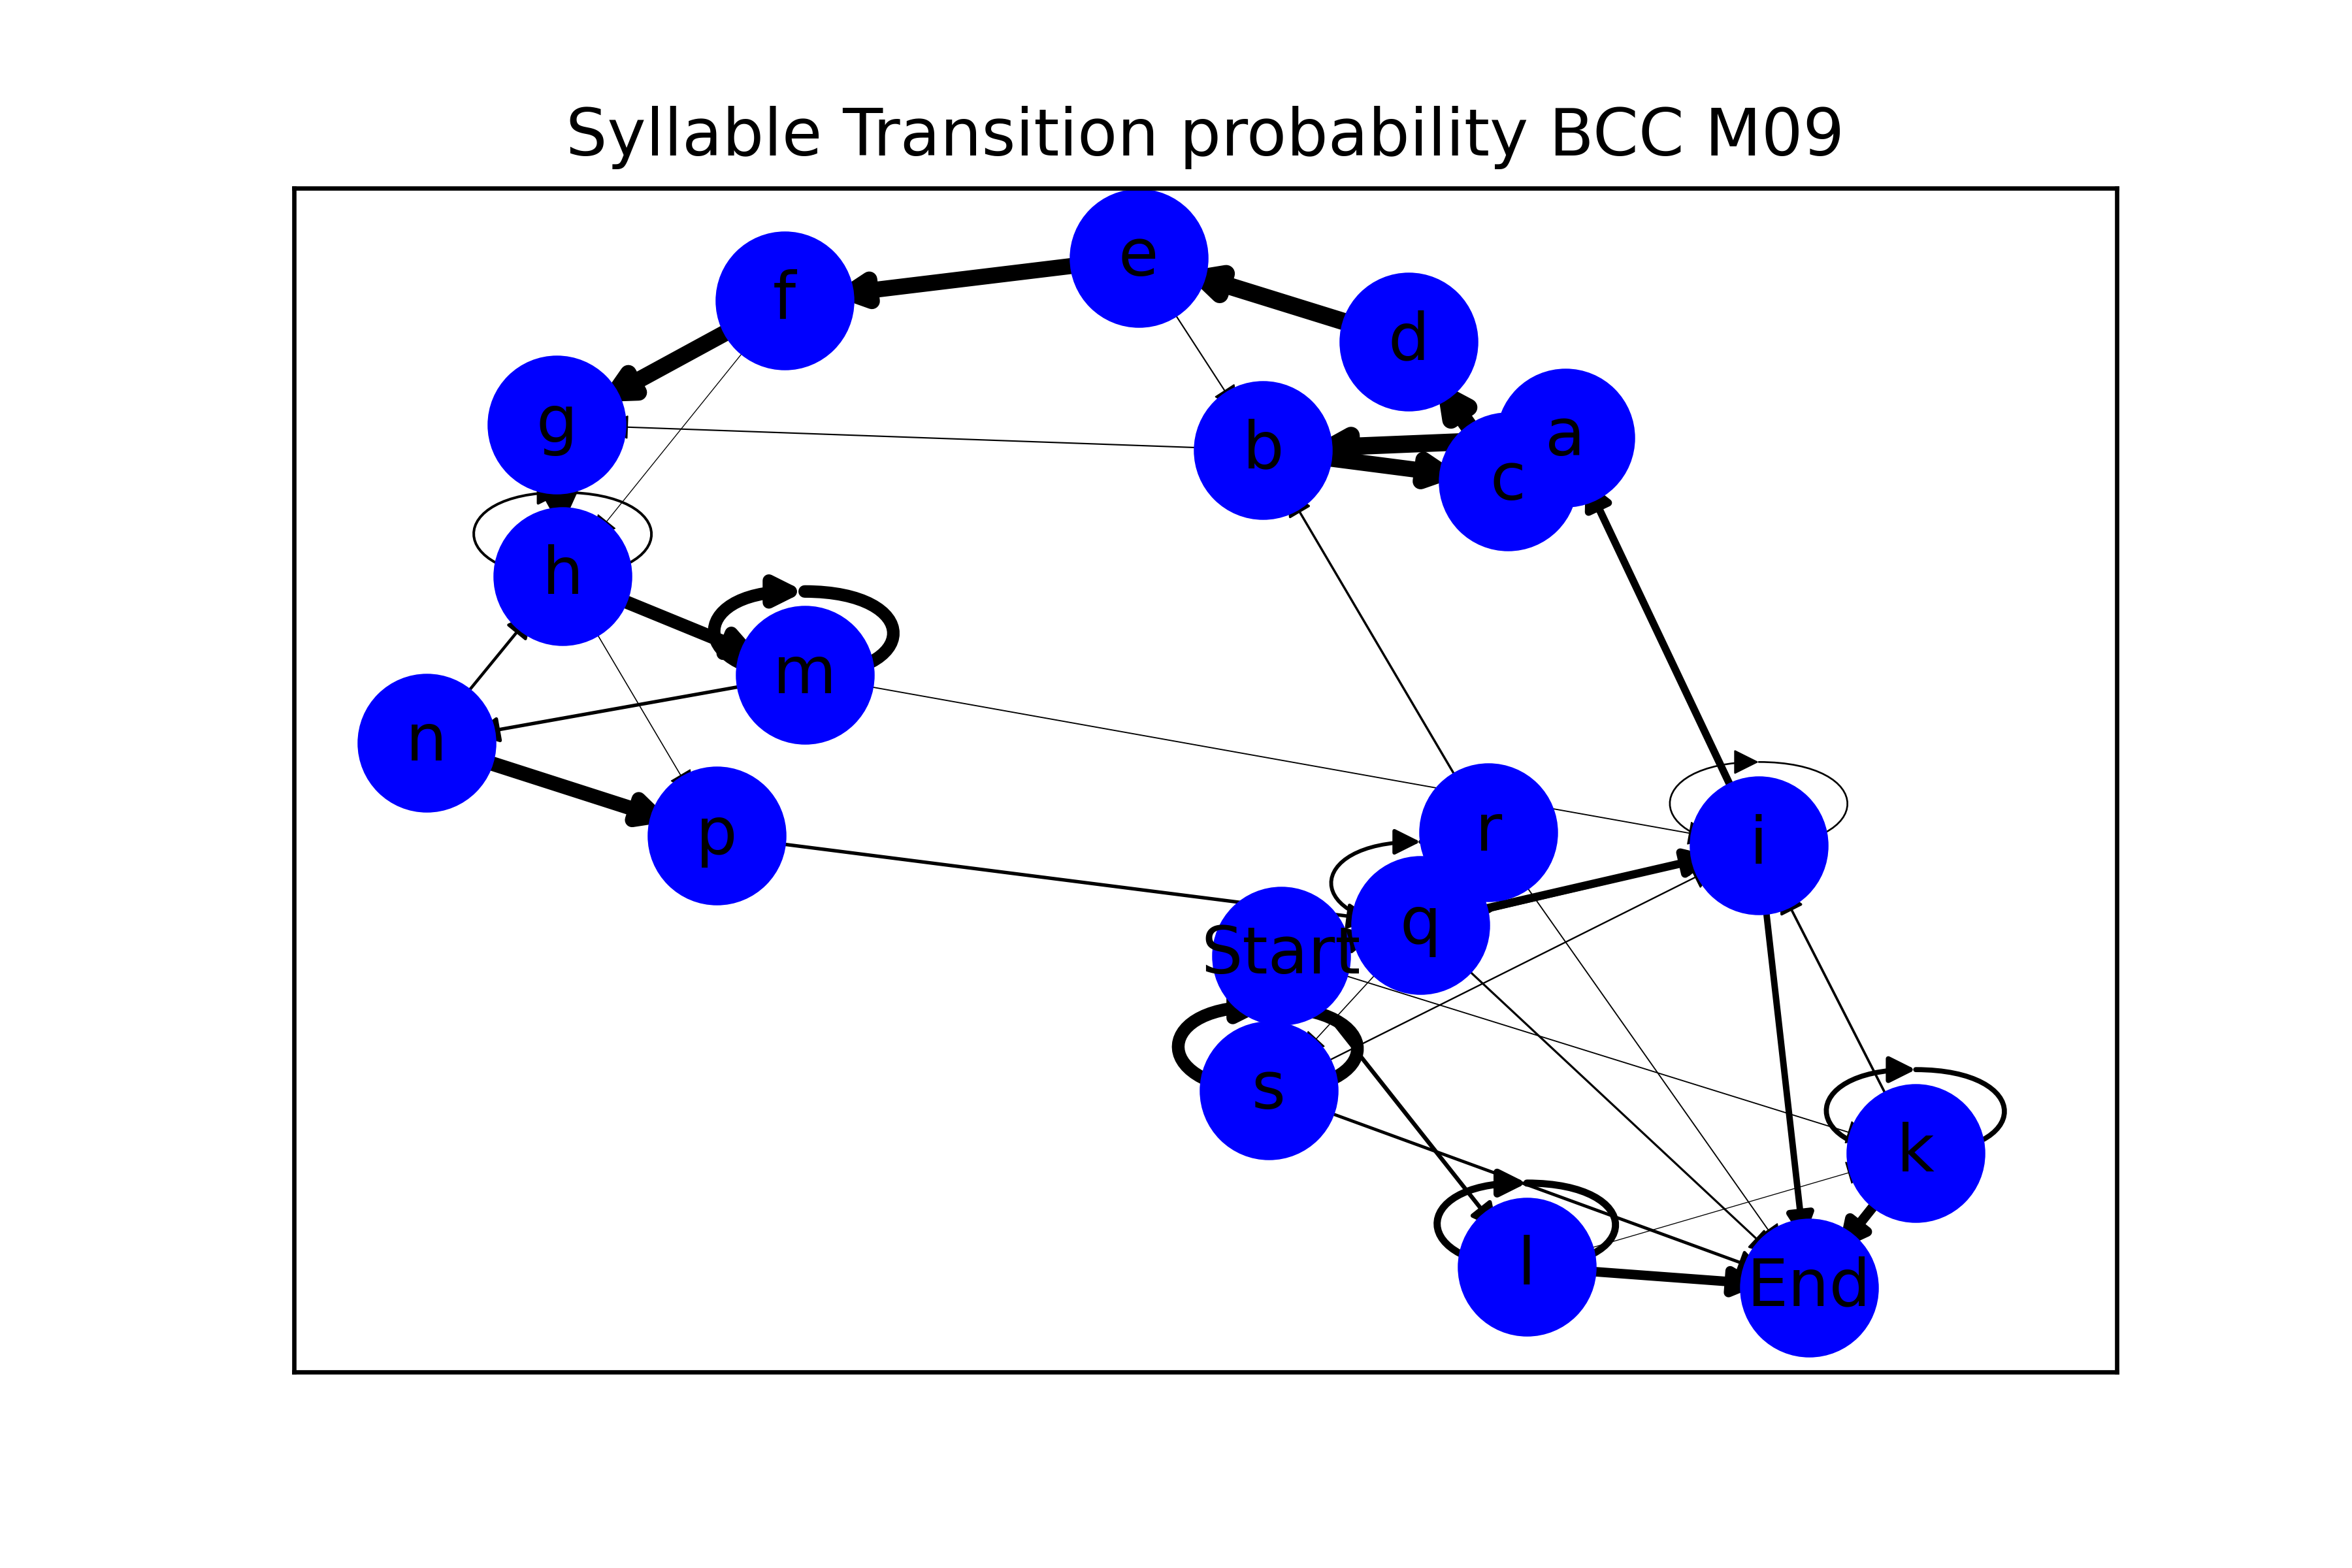 Syllable Transition probability BCC M09
e
f
d
g
b
a
c
h
m
n
p
r
i
q
Start
s
k
l
End